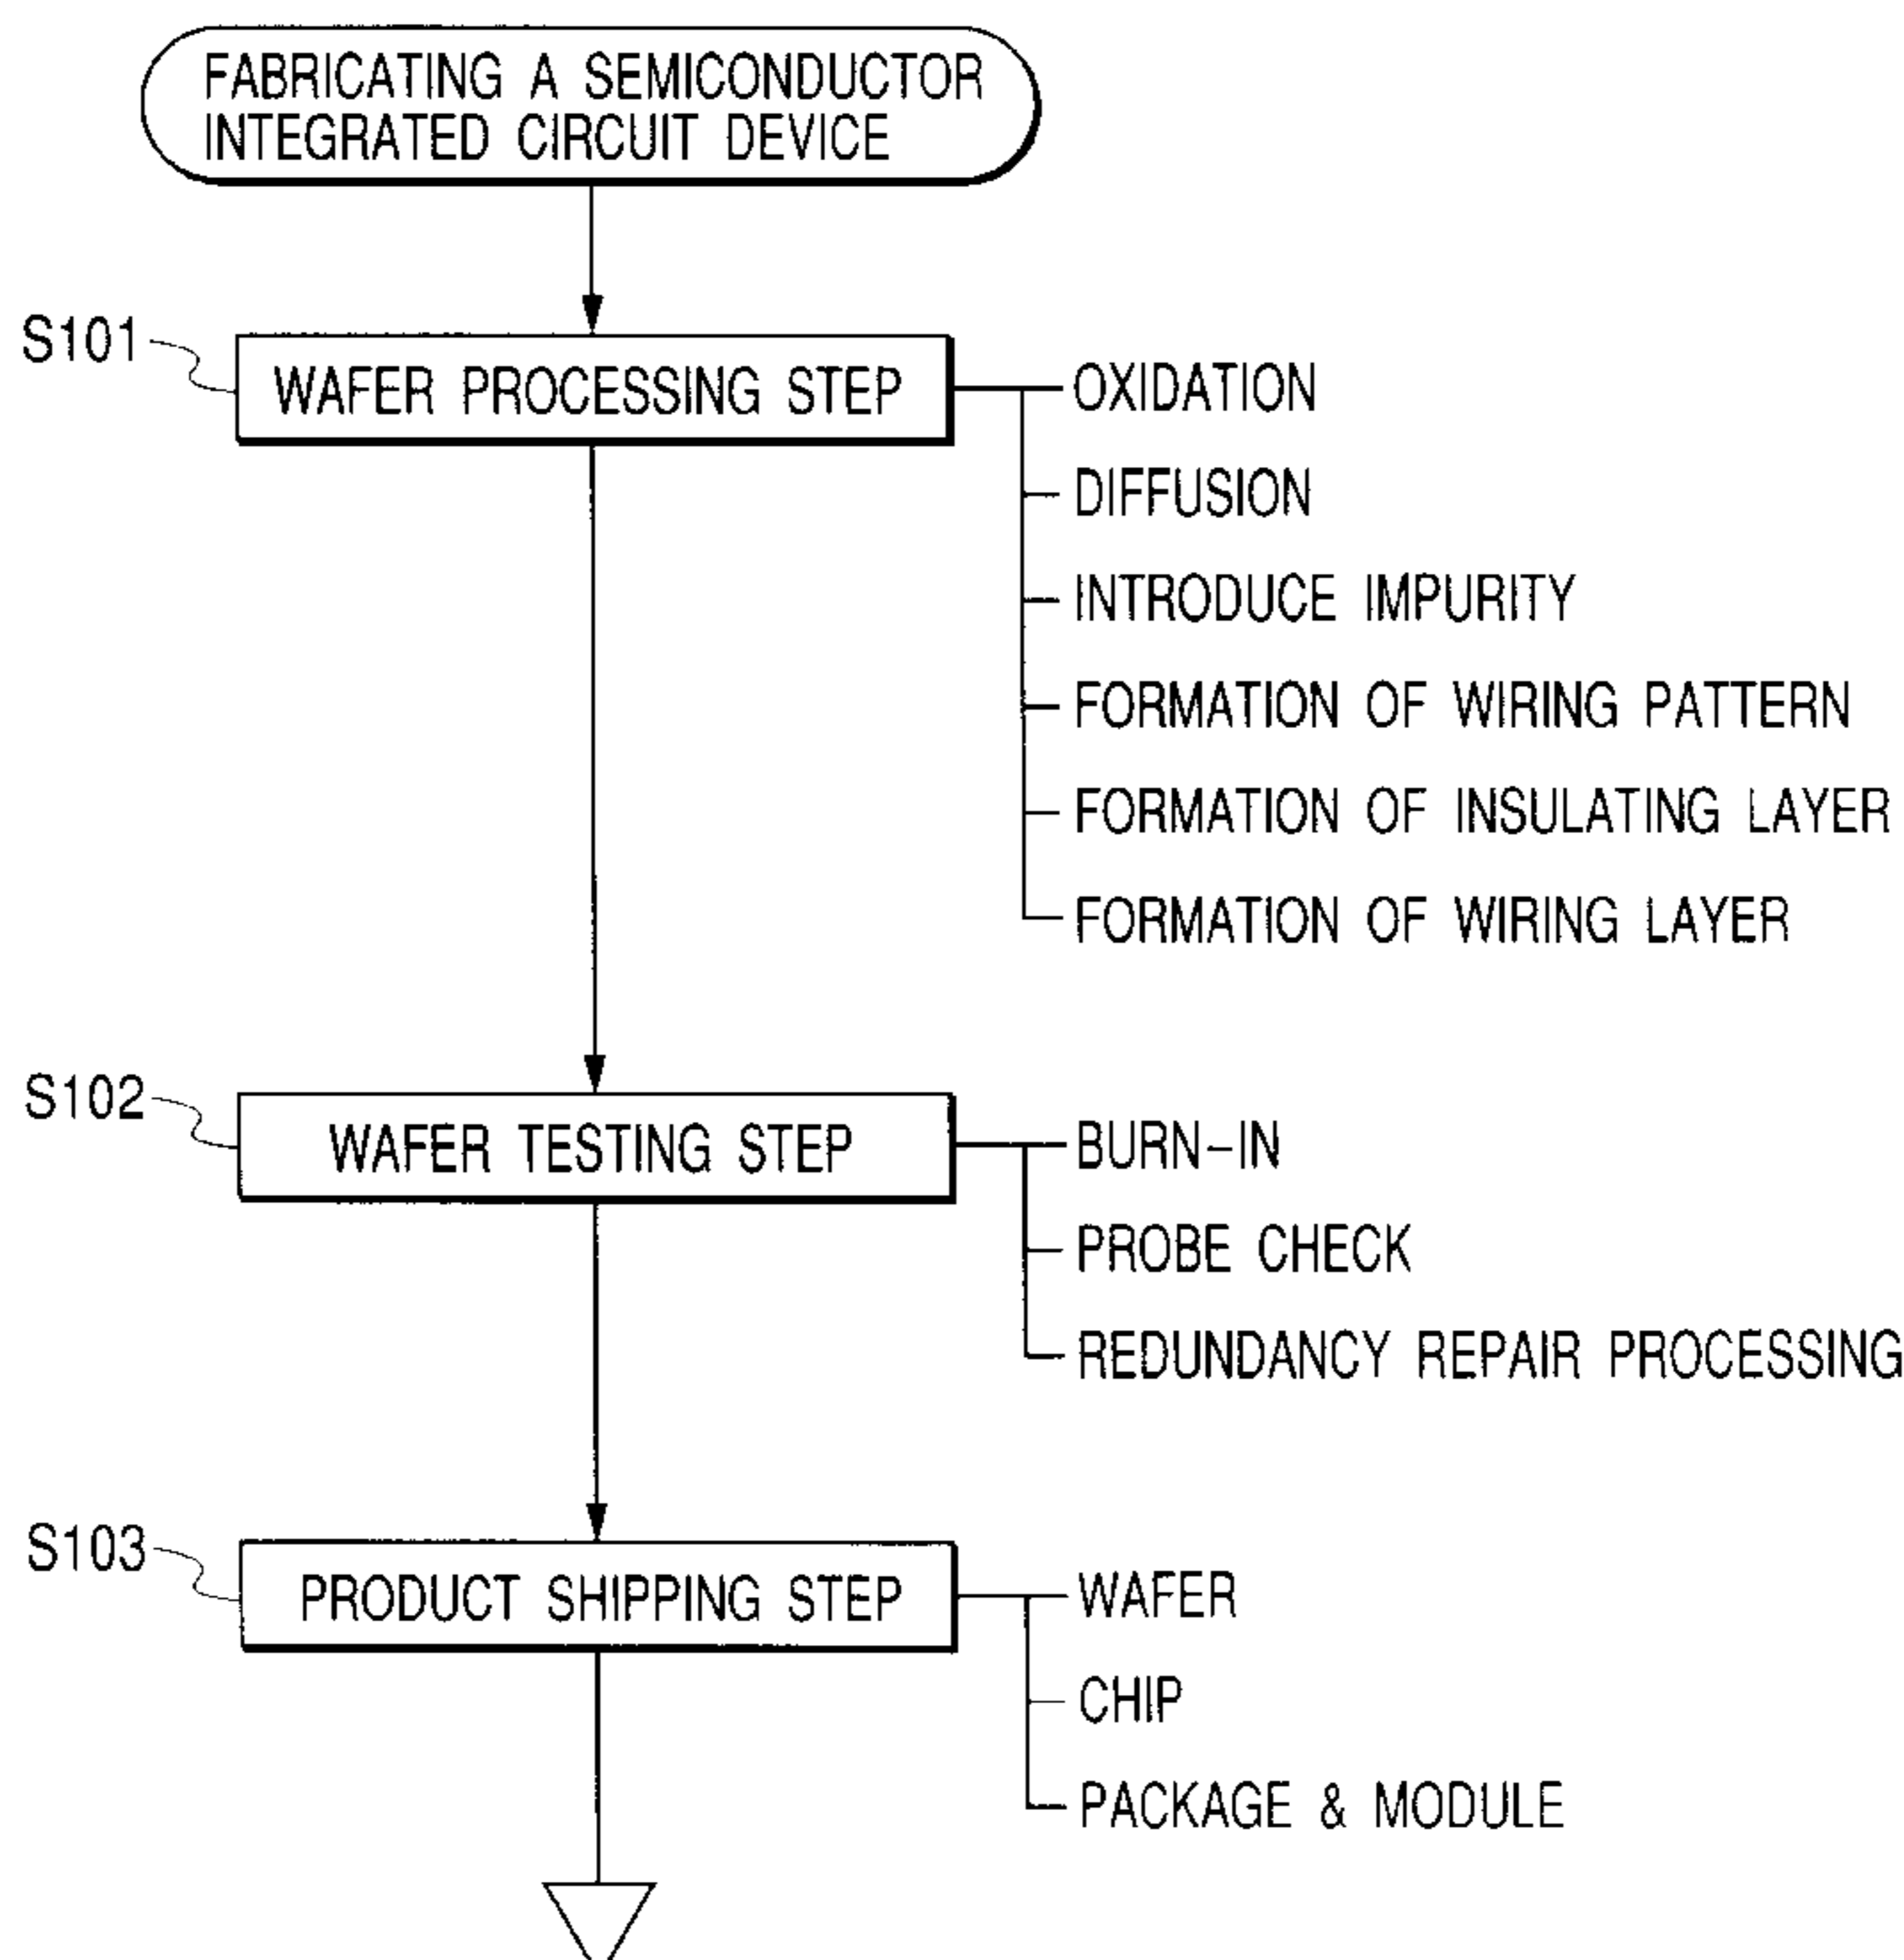 FABRICATING A SEMICONDUCTOR
INTEGRATED CIRCUIT DEVICE
S101
WAFER PROCESSING STEP
OXIDATION
DIFFUSION
INTRODUCE IMPURITY
FORMATION OF WIRING PATTERN
FORMATION OF INSULATING LAYER
FORMATION OF WIRING LAYER
S102
WAFER TESTING STEP
BURN-IN
PROBE CHECK
REDUNDANCY REPAIR PROCESSING
S103
PRODUCT SHIPPING STEP
WAFER
CHIP
PACKAGE & MODULE